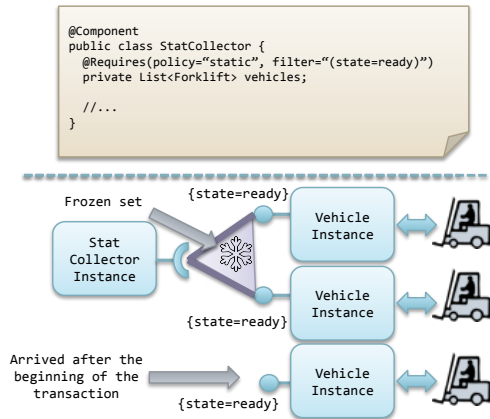 @Component
public class StatCollector {
@Requires(policy=“static”, filter=“(state=ready)”)
private List<Forklift> vehicles;
//...
}
{state=ready}
Frozen set
Stat
Collector
Instance
Vehicle
Instance
Vehicle
Instance
{state=ready}
Arrived after the
beginning of the
transaction
Vehicle
Instance
{state=ready}